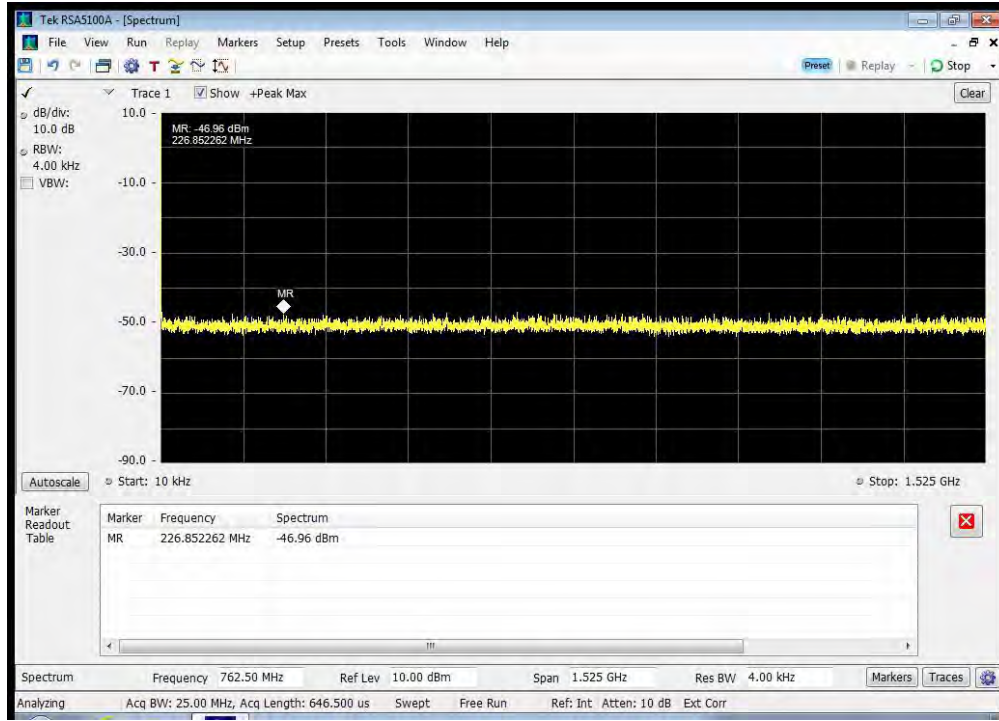 Tek RSA5100A - [Spectrum]
File View Run Replay Markers Setup Presets Tools Window Help
T
Preset Replay Stop
Trace 1 Show +Peak Max Clear
dB/div:
10.0 dB
RBW:
4.00 kHz
VBW:
10.0
-10.0
-30.0
-50.0
-70.0
-90.0
MR: -46.96 dBm
226.852262 MHz
MR
Autoscale Start: 10 kHz Stop: 1.525 GHz
Marker
Readout
Table
Marker Frequency Spectrum
MR 226.852262 MHz -46.96 dBm
Spectrum Frequency 762.50 MHz Ref Lev 10.00 dBm Span 1.525 GHz Res BW 4.00 kHz Markers Traces
Analyzing Acq BW: 25.00 MHz, Acq Length: 646.500 us Swept Free Run Ref: Int Atten: 10 dB Ext Corr